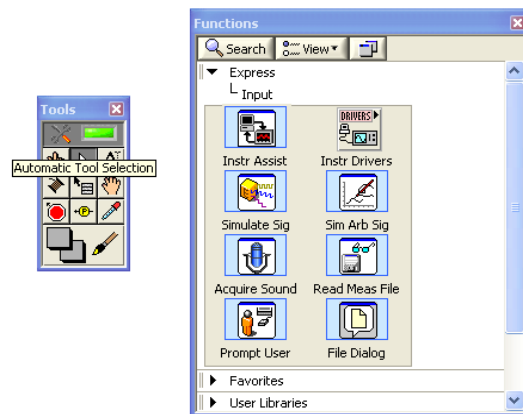 Functions
Search View
Express
Input
Tools
DRIVERS
Instr Assist Instr Drivers
Automatic Tool Selection
Simulate Sig Sim Arb Sig
Acquire Sound Read Meas File
Prompt User File Dialog
Favorites
User Libraries